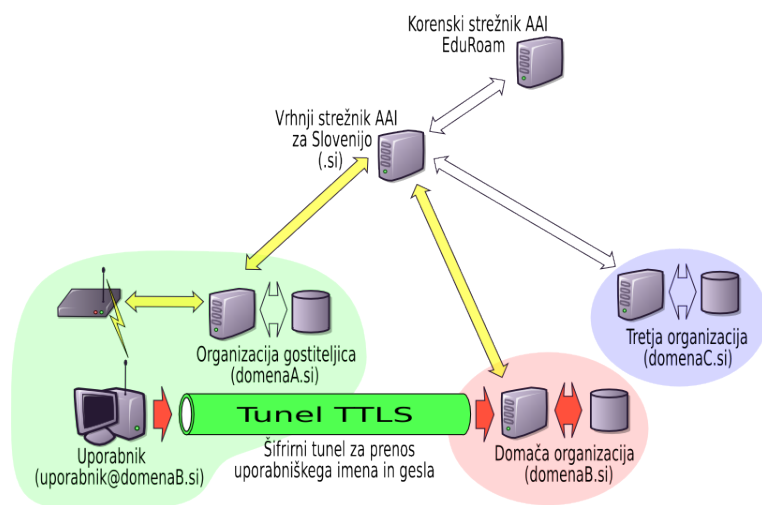 Korenski strežnik AAI
EduRoam
Vrhnji strežnik AAI
za Slovenijo
(.si)
Organizacija gostiteljica
(domenaA.si)
Tretja organizacija
(domenaC.si)
Tunel TTLS
Uporabnik
(uporabnik@domenaB.si)
Šifrirni tunel za prenos
uporabniškega imena in gesla
Domača organizacija
(domenaB.si)